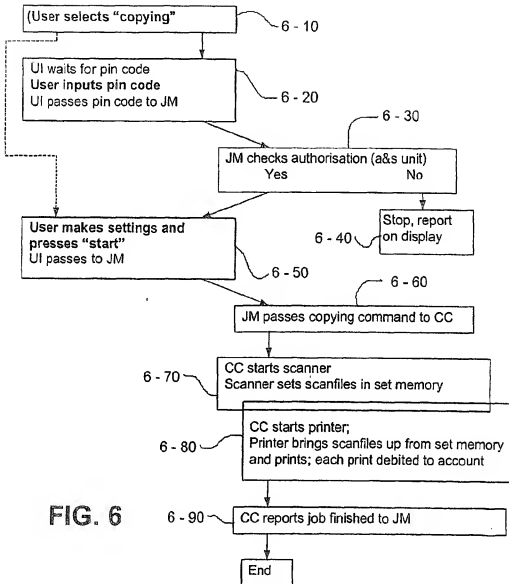 (User selects "copying"
6 - 10
UI waits for pin code
User inputs pin code
UI passes pin code to JM
6 - 20
6 - 30
JM checks authorisation (a&s unit)
Yes No
Stop, report
on display
6 - 40
User makes settings and
presses "start"
UI passes to JM
6 - 50
6 - 60
JM passes copying command to CC
CC starts scanner
Scanner sets scanfiles in set memory
6 - 70
CC starts printer;
Printer brings scanfiles up from set memory
and prints; each print debited to account
6 - 80
CC reports job finished to JM
6 - 90
FIG. 6
End